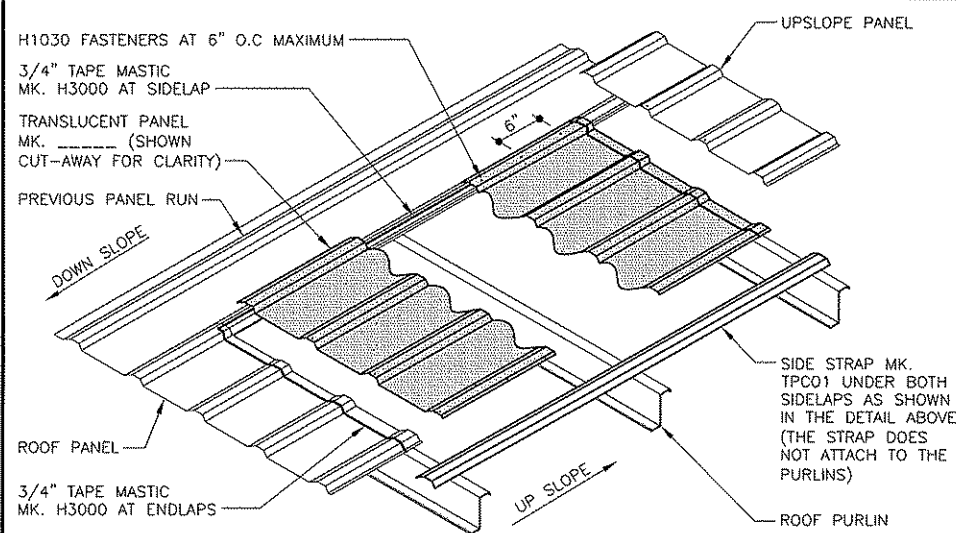 H1030 FASTENERS AT 6" O.C MAXIMUM
3/4" TAPE MASTIC
MK. H3000 AT SIDELAP
TRANSLUCENT PANEL
MK. _____ (SHOWN
CUT-AWAY FOR CLARITY)
PREVIOUS PANEL RUN
DOWN SLOPE
ROOF PANEL
3/4" TAPE MASTIC
MK. H3000 AT ENDLAPS
6"
UP SLOPE
UPSLOPE PANEL
SIDE STRAP MK.
TPC01 UNDER BOTH
SIDELAPS AS SHOWN
IN THE DETAIL ABOVE
(THE STRAP DOES
NOT ATTACH TO THE
PURLINS)
ROOF PURLIN